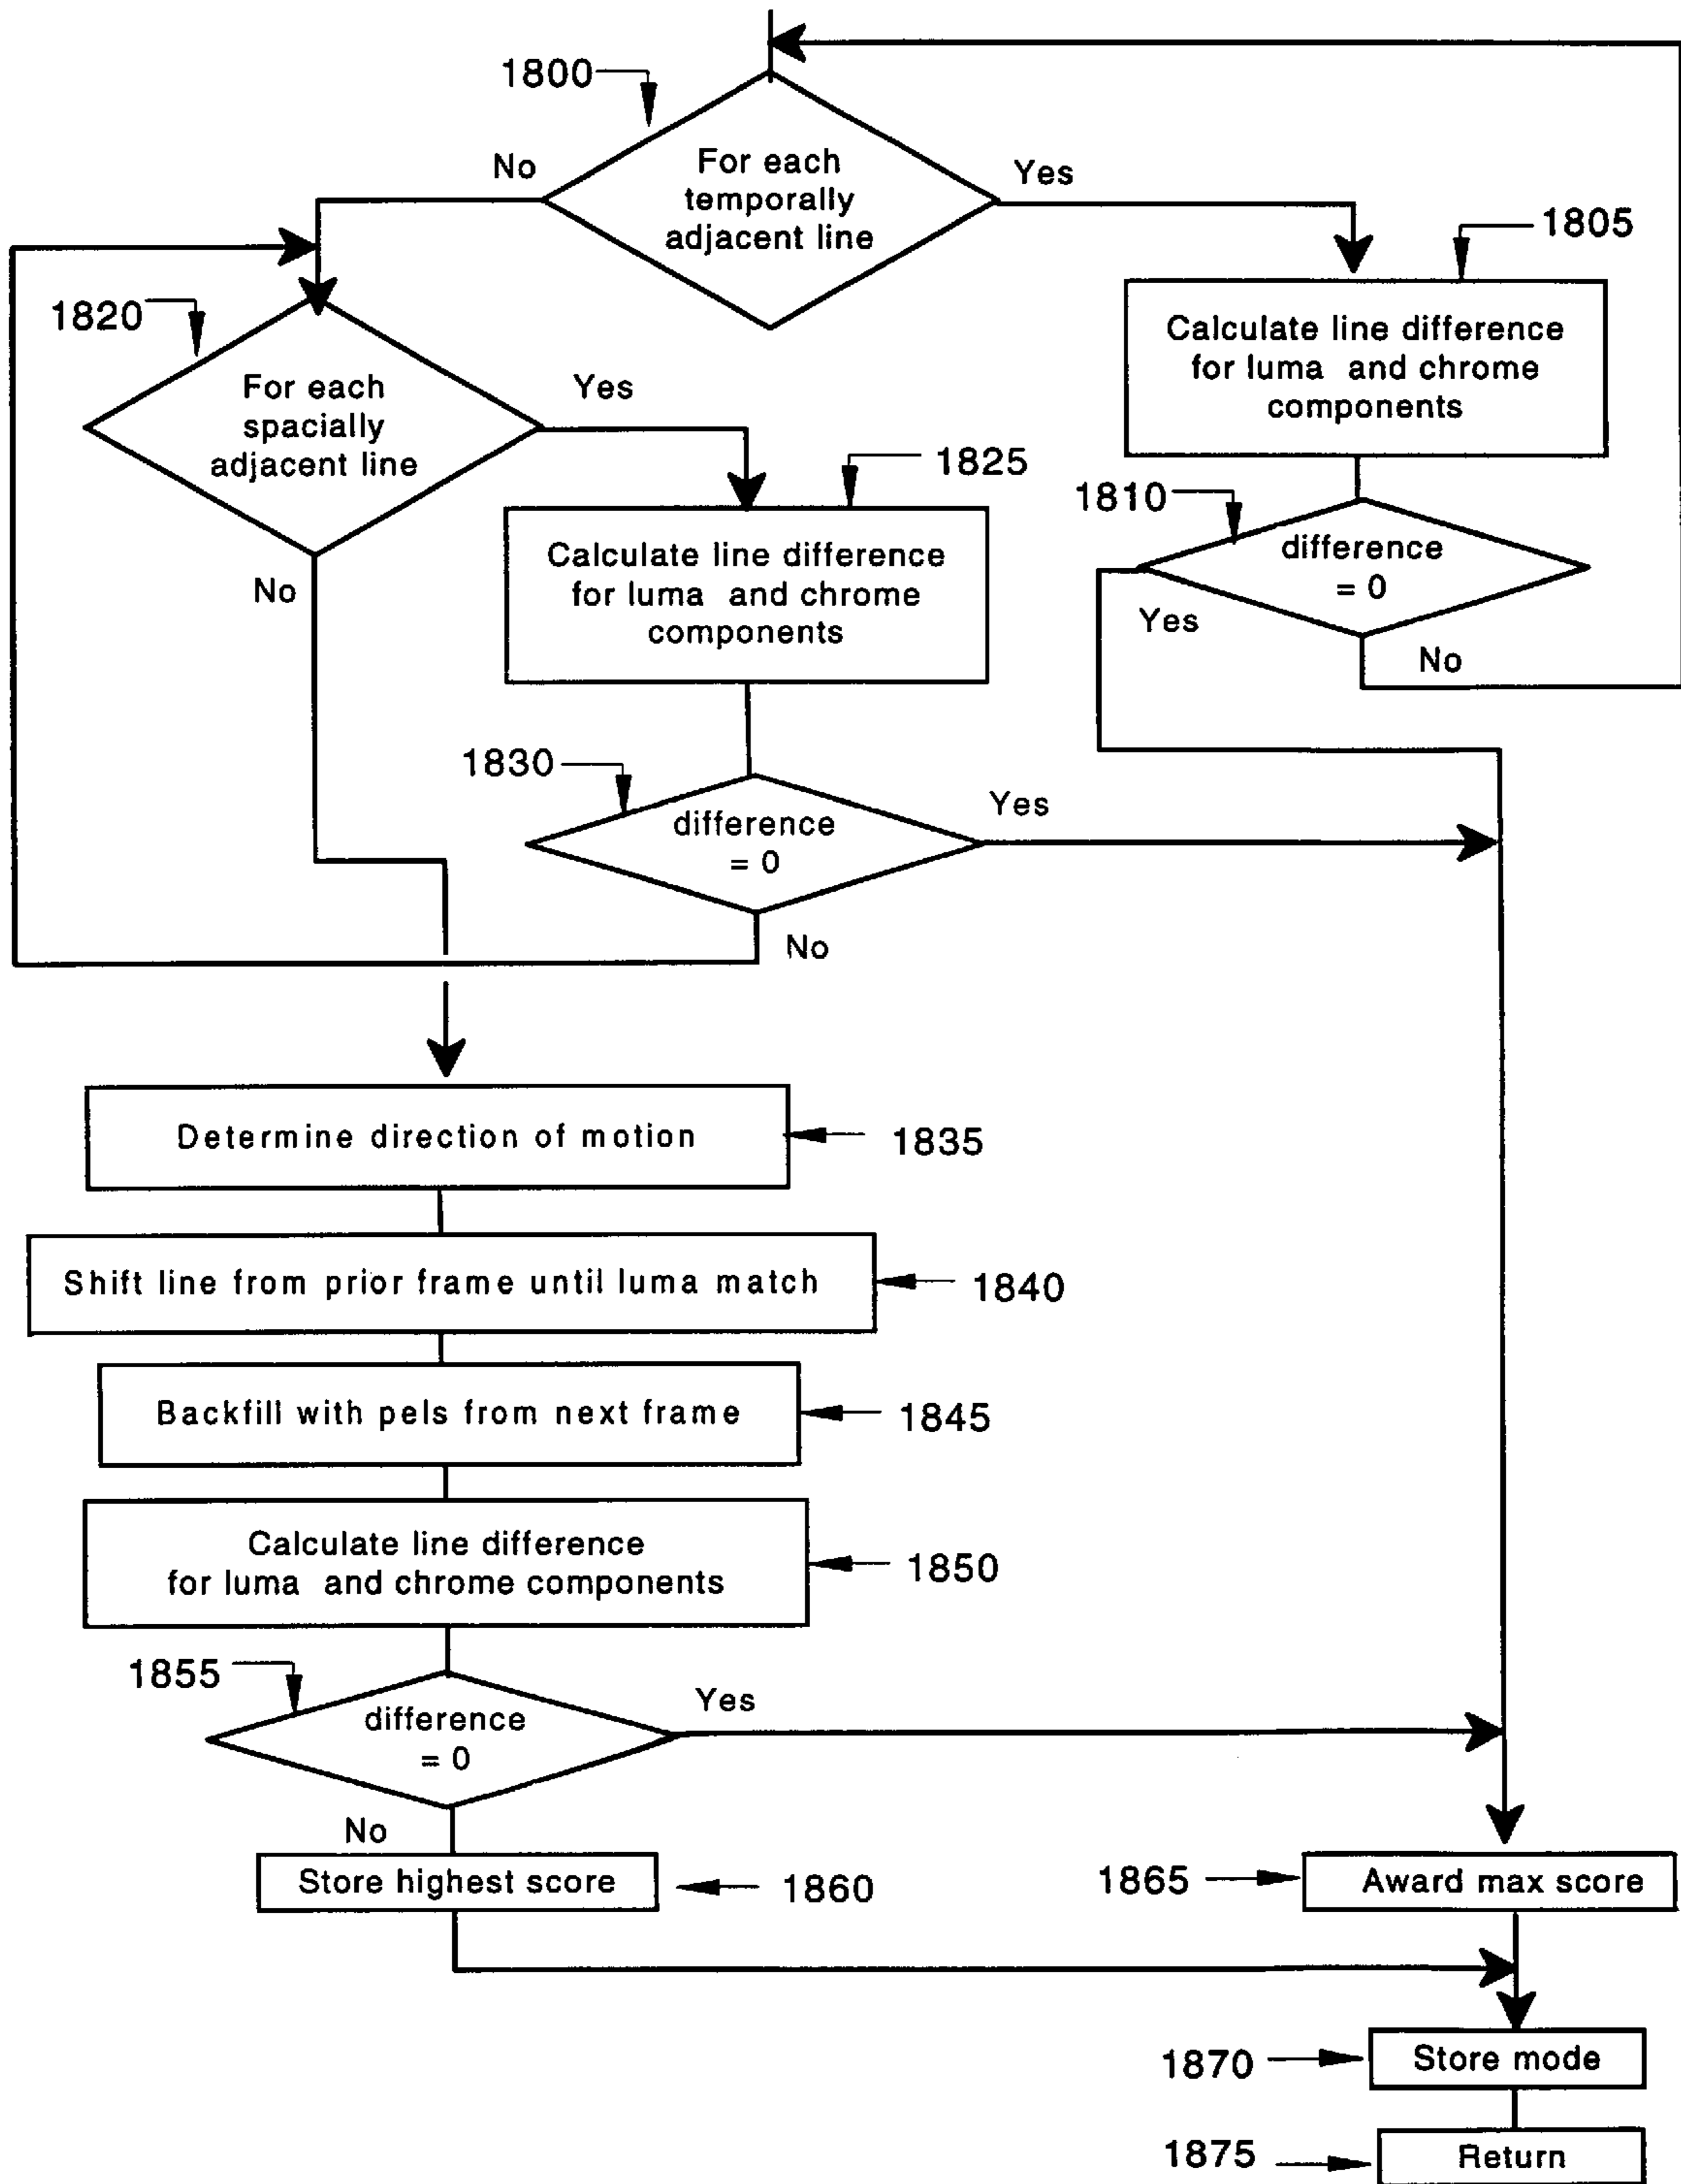 1800
No
For each
temporally
adjacent line
Yes
1805
Calculate line difference
for luma and chrome
components
1820
For each
spacially
adjacent line
Yes
No
1825
Calculate line difference
for luma and chrome
components
1810
difference
= 0
Yes
No
1830
difference
= 0
Yes
No
Determine direction of motion
1835
Shift line from prior frame until luma match
1840
Backfill with pels from next frame
1845
Calculate line difference
for luma and chrome components
1850
1855
difference
= 0
Yes
No
Store highest score
1860
1865
Award max score
1870
Store mode
1875
Return